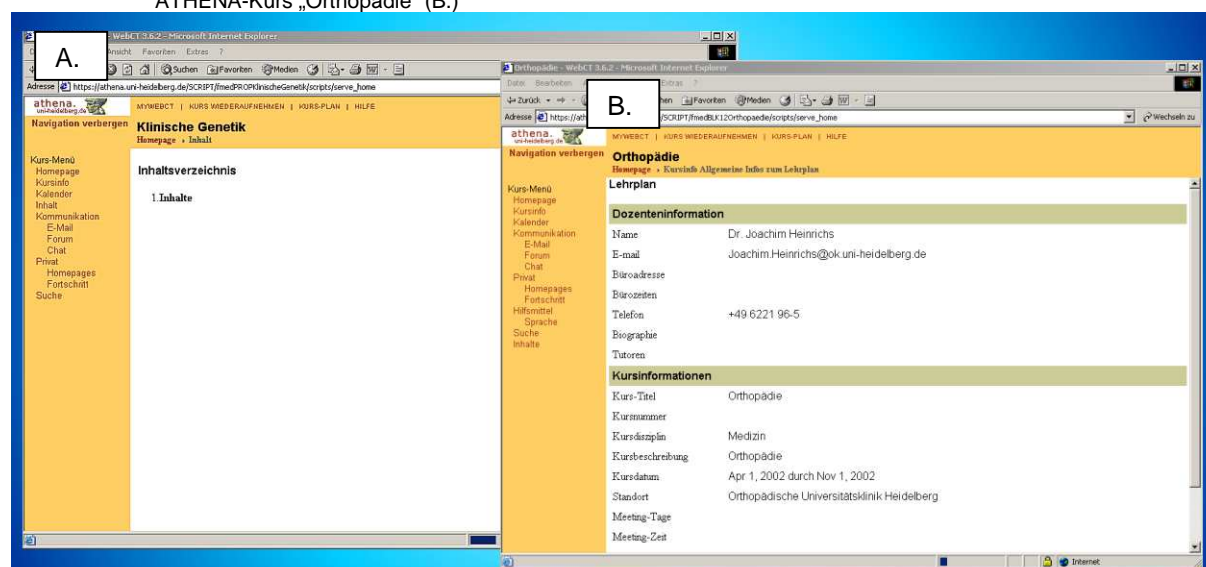 ATHENA-Kurs „Orthopädie“ (B.)
A.
WebCT 3.6.2 - Microsoft Internet Explorer
Ansicht Favoriten Extras ?
Suchen Favoriten Medien
Adresse https://athena.uni-heidelberg.de/SCRIPT/fmedPROPKlinischeGenetik/scripts/serve_home
athena.
uni-heidelberg.de
MYWEBCT | KURS WIEDERAUFNEHMEN | KURS-PLAN | HILFE
Navigation verbergen
Klinische Genetik
Homepage › Inhalt
Kurs-Menü
Homepage
Kursinfo
Kalender
Inhalt
Kommunikation
E-Mail
Forum
Chat
Privat
Homepages
Fortschritt
Suche
Inhaltsverzeichnis
1.Inhalte
B.
Orthopädie - WebCT 3.6.2 - Microsoft Internet Explorer
Datei Bearbeiten Extras ?
Zurück Favoriten Medien
Adresse https://ath /SCRIPT/fmedBLK12Orthopaedie/scripts/serve_home Wechseln zu
athena.
uni-heidelberg.de
MYWEBCT | KURS WIEDERAUFNEHMEN | KURS-PLAN | HILFE
Navigation verbergen
Orthopädie
Homepage › Kursinfo Allgemeine Infos zum Lehrplan
Kurs-Menü
Homepage
Kursinfo
Kalender
Kommunikation
E-Mail
Forum
Chat
Privat
Homepages
Fortschritt
Hilfsmittel
Sprache
Suche
Inhalte
Lehrplan
Dozenteninformation
Name Dr. Joachim Heinrichs
E-mail Joachim.Heinrichs@ok.uni-heidelberg.de
Büroadresse
Bürozeiten
Telefon +49 6221 96-5
Biographie
Tutoren
Kursinformationen
Kurs-Titel Orthopädie
Kursnummer
Kursdisziplin Medizin
Kursbeschreibung Orthopädie
Kursdatum Apr 1, 2002 durch Nov 1, 2002
Standort Orthopädische Universitätsklinik Heidelberg
Meeting-Tage
Meeting-Zeit
Internet